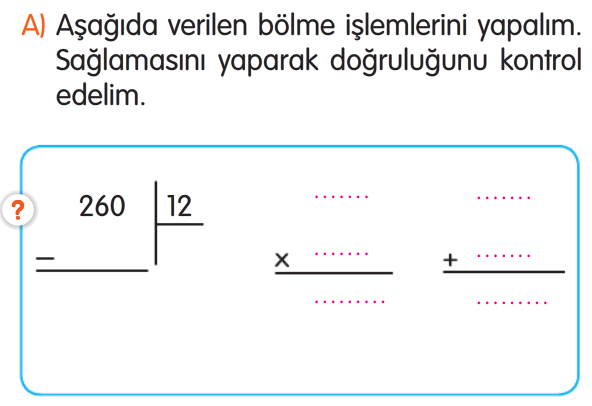 A) Aşağıda verilen bölme işlemlerini yapalım.
Sağlamasını yaparak doğruluğunu kontrol
edelim.
?
260 12
.......
.......
–
x .......
+ .......
.........
.........